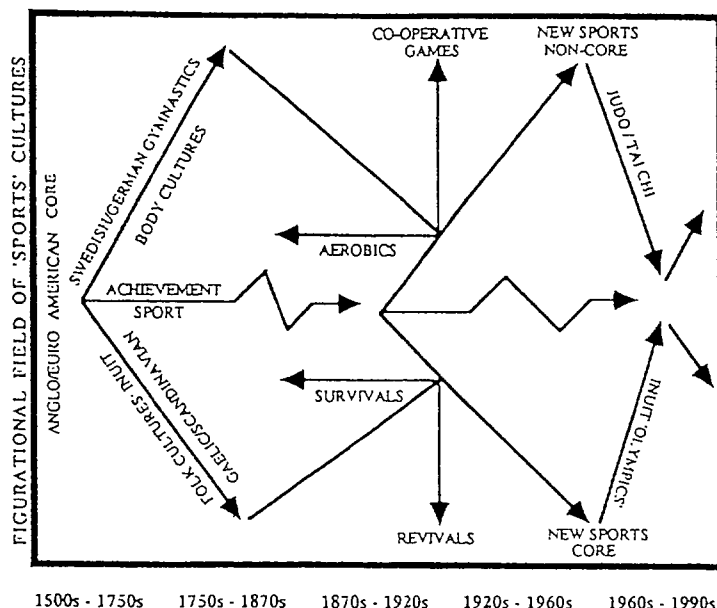 FIGURATIONAL FIELD OF 'SPORTS' CULTURES
ANGLO/EURO AMERICAN CORE
SWEDISH/GERMAN GYMNASTICS
BODY CULTURES
ACHIEVEMENT
SPORT
FOLK CULTURES: INUIT
GAELIC/SCANDINAVIAN
CO-OPERATIVE
GAMES
AEROBICS
SURVIVALS
REVIVALS
NEW SPORTS
NON-CORE
JUDO / TAI CHI
INUIT 'OLYMPICS'
NEW SPORTS
CORE
1500s - 1750s 1750s - 1870s 1870s - 1920s 1920s - 1960s 1960s - 1990s